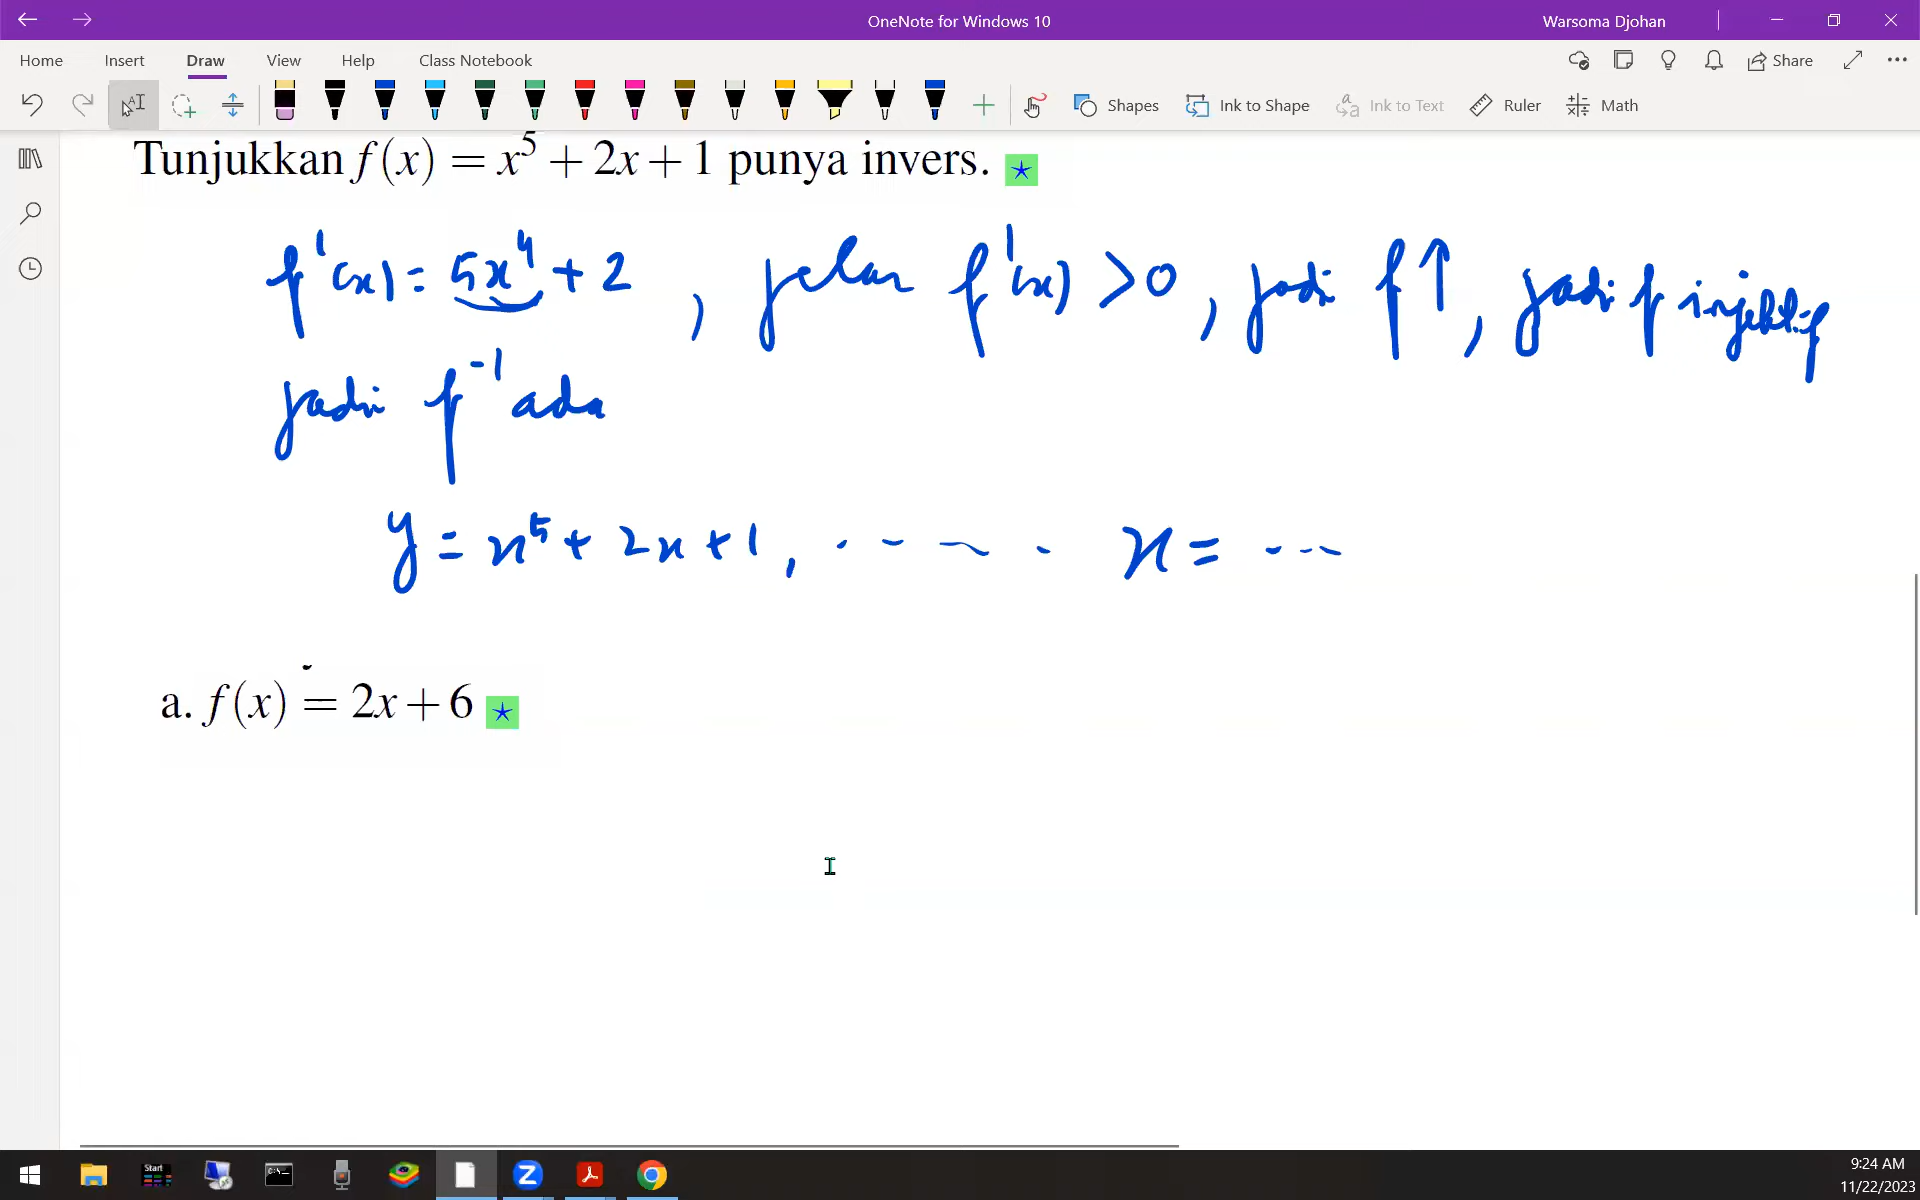 OneNote for Windows 10
Warsoma Djohan
Home Insert Draw View Help Class Notebook
Share
Shapes Ink to Shape Ink to Text Ruler Math
Tunjukkan f(x) = x⁵ + 2x + 1 punya invers. ★
f'(x) = 5x⁴ + 2 , jelas f'(x) > 0 , jadi f ↑ , jadi f injektif
jadi f⁻¹ ada
y = x⁵ + 2x + 1, ..... x = ...
a. f(x) = 2x + 6 ★
Start
9:24 AM
11/22/2023